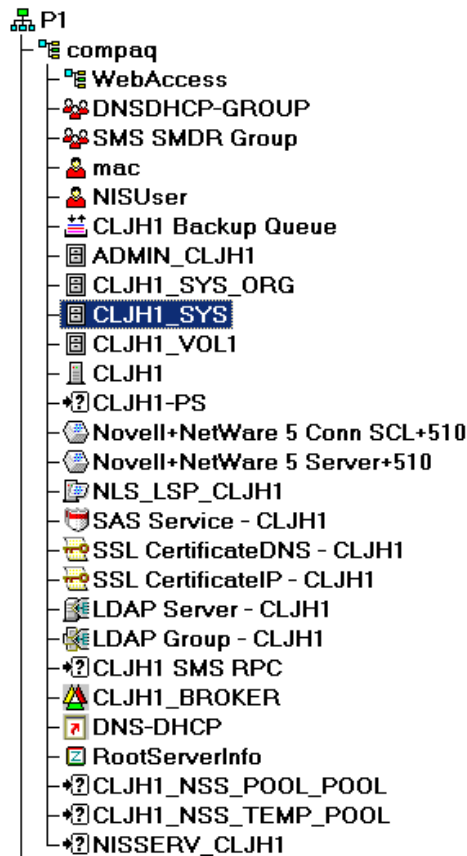 P1
compaq
WebAccess
DNSDHCP-GROUP
SMS SMDR Group
mac
NISUser
CLJH1 Backup Queue
ADMIN_CLJH1
CLJH1_SYS_ORG
CLJH1_SYS
CLJH1_VOL1
CLJH1
CLJH1-PS
Novell+NetWare 5 Conn SCL+510
Novell+NetWare 5 Server+510
NLS_LSP_CLJH1
SAS Service - CLJH1
SSL CertificateDNS - CLJH1
SSL CertificateIP - CLJH1
LDAP Server - CLJH1
LDAP Group - CLJH1
CLJH1 SMS RPC
CLJH1_BROKER
DNS-DHCP
RootServerInfo
CLJH1_NSS_POOL_POOL
CLJH1_NSS_TEMP_POOL
NISSERV_CLJH1